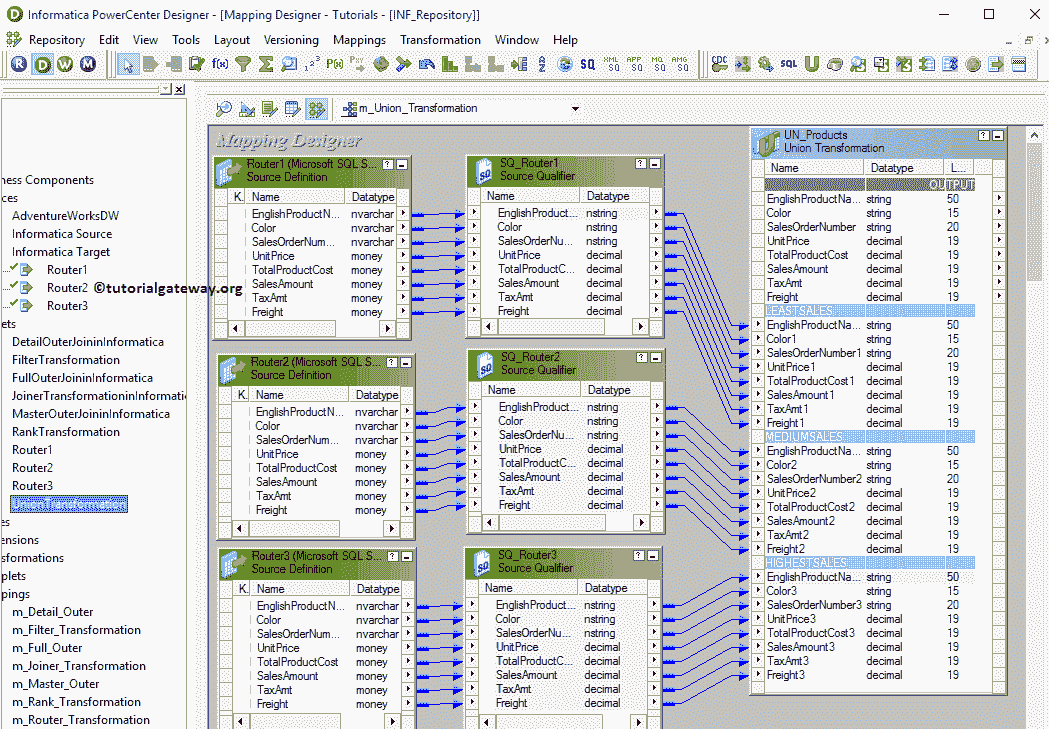 Informatica PowerCenter Designer - [Mapping Designer - Tutorials - [INF_Repository]]
Repository Edit View Tools Layout Versioning Mappings Transformation Window Help
m_Union_Transformation
ness Components
ces
AdventureWorksDW
Informatica Source
Informatica Target
Router1
Router2
Router3
©tutorialgateway.org
ets
DetailOuterJoininInformatica
FilterTransformation
FullOuterJoininInformatica
JoinerTransformationinInformati
MasterOuterJoininInformatica
RankTransformation
Router1
Router2
Router3
es
ensions
sformations
plets
pings
m_Detail_Outer
m_Filter_Transformation
m_Full_Outer
m_Joiner_Transformation
m_Master_Outer
m_Rank_Transformation
m_Router_Transformation
Mapping Designer
Router1 (Microsoft SQL S...
Source Definition
K. Name Datatype
EnglishProductN... nvarchar
Color nvarchar
SalesOrderNum... nvarchar
UnitPrice money
TotalProductCost money
SalesAmount money
TaxAmt money
Freight money
Router2 (Microsoft SQL S...
Source Definition
K. Name Datatype
EnglishProductN... nvarchar
Color nvarchar
SalesOrderNum... nvarchar
UnitPrice money
TotalProductCost money
SalesAmount money
TaxAmt money
Freight money
Router3 (Microsoft SQL S...
Source Definition
K. Name Datatype
EnglishProductN... nvarchar
Color nvarchar
SalesOrderNum... nvarchar
UnitPrice money
TotalProductCost money
SalesAmount money
TaxAmt money
Freight money
SQ_Router1
Source Qualifier
Name Datatype
EnglishProduct... nstring
Color nstring
SalesOrderNu... nstring
UnitPrice decimal
TotalProductC... decimal
SalesAmount decimal
TaxAmt decimal
Freight decimal
SQ_Router2
Source Qualifier
Name Datatype
EnglishProduct... nstring
Color nstring
SalesOrderNu... nstring
UnitPrice decimal
TotalProductC... decimal
SalesAmount decimal
TaxAmt decimal
Freight decimal
SQ_Router3
Source Qualifier
Name Datatype
EnglishProduct... nstring
Color nstring
SalesOrderNu... nstring
UnitPrice decimal
TotalProductC... decimal
SalesAmount decimal
TaxAmt decimal
Freight decimal
UN_Products
Union Transformation
Name Datatype L...
OUTPUT
EnglishProductNa... string 50
Color string 15
SalesOrderNumber string 20
UnitPrice decimal 19
TotalProductCost decimal 19
SalesAmount decimal 19
TaxAmt decimal 19
Freight decimal 19
LEASTSALES
EnglishProductNa... string 50
Color1 string 15
SalesOrderNumber1 string 20
UnitPrice1 decimal 19
TotalProductCost1 decimal 19
SalesAmount1 decimal 19
TaxAmt1 decimal 19
Freight1 decimal 19
MEDIUMSALES
EnglishProductNa... string 50
Color2 string 15
SalesOrderNumber2 string 20
UnitPrice2 decimal 19
TotalProductCost2 decimal 19
SalesAmount2 decimal 19
TaxAmt2 decimal 19
Freight2 decimal 19
HIGHESTSALES
EnglishProductNa... string 50
Color3 string 15
SalesOrderNumber3 string 20
UnitPrice3 decimal 19
TotalProductCost3 decimal 19
SalesAmount3 decimal 19
TaxAmt3 decimal 19
Freight3 decimal 19